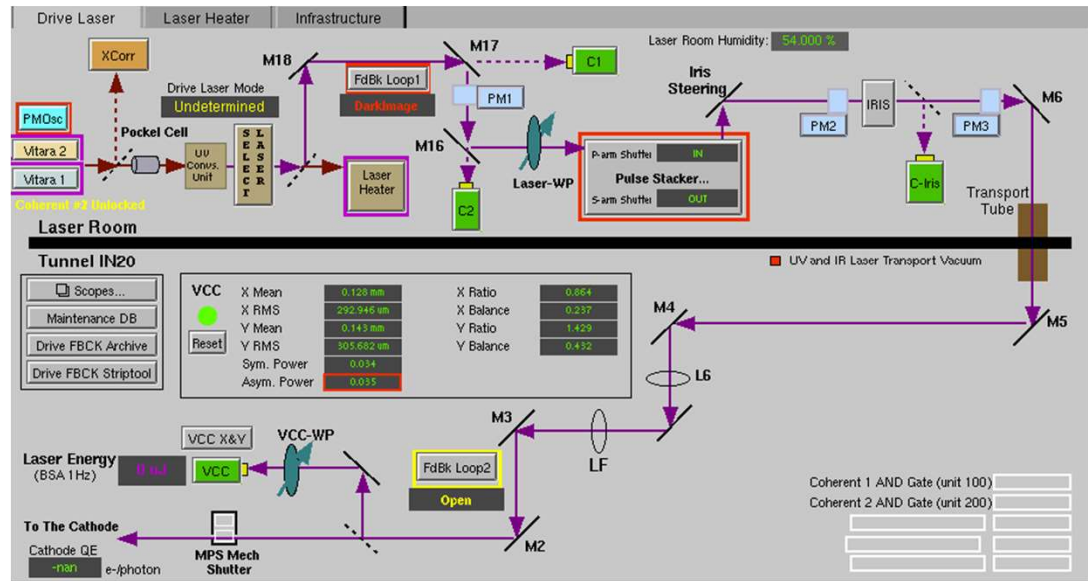 Drive Laser
Laser Heater
Infrastructure
XCorr
Drive Laser Mode
Undetermined
PMOsc
Vitara 2
Vitara 1
Coherent #2 Unlocked
Pockel Cell
UV
Convs.
Unit
SELECT
LASER
M18
FdBk Loop1
DarkImage
M17
C1
PM1
M16
C2
Laser
Heater
Laser-WP
P-arm Shutter IN
Pulse Stacker...
S-arm Shutter OUT
Laser Room Humidity: 54.000 %
Iris
Steering
PM2
IRIS
PM3
M6
C-Iris
Transport
Tube
Laser Room
Tunnel IN20
UV and IR Laser Transport Vacuum
Scopes...
Maintenance DB
Drive FBCK Archive
Drive FBCK Striptool
VCC
Reset
X Mean 0.128 mm
X RMS 292.946 um
Y Mean 0.143 mm
Y RMS 305.682 um
Sym. Power 0.034
Asym. Power 0.035
X Ratio 0.864
X Balance 0.237
Y Ratio 1.429
Y Balance 0.432
M4
M5
L6
LF
M3
FdBk Loop2
Open
M2
VCC X&Y
VCC-WP
VCC
Laser Energy
(BSA 1Hz)
0 nJ
To The Cathode
Cathode QE
-nan e-/photon
MPS Mech
Shutter
Coherent 1 AND Gate (unit 100)
Coherent 2 AND Gate (unit 200)